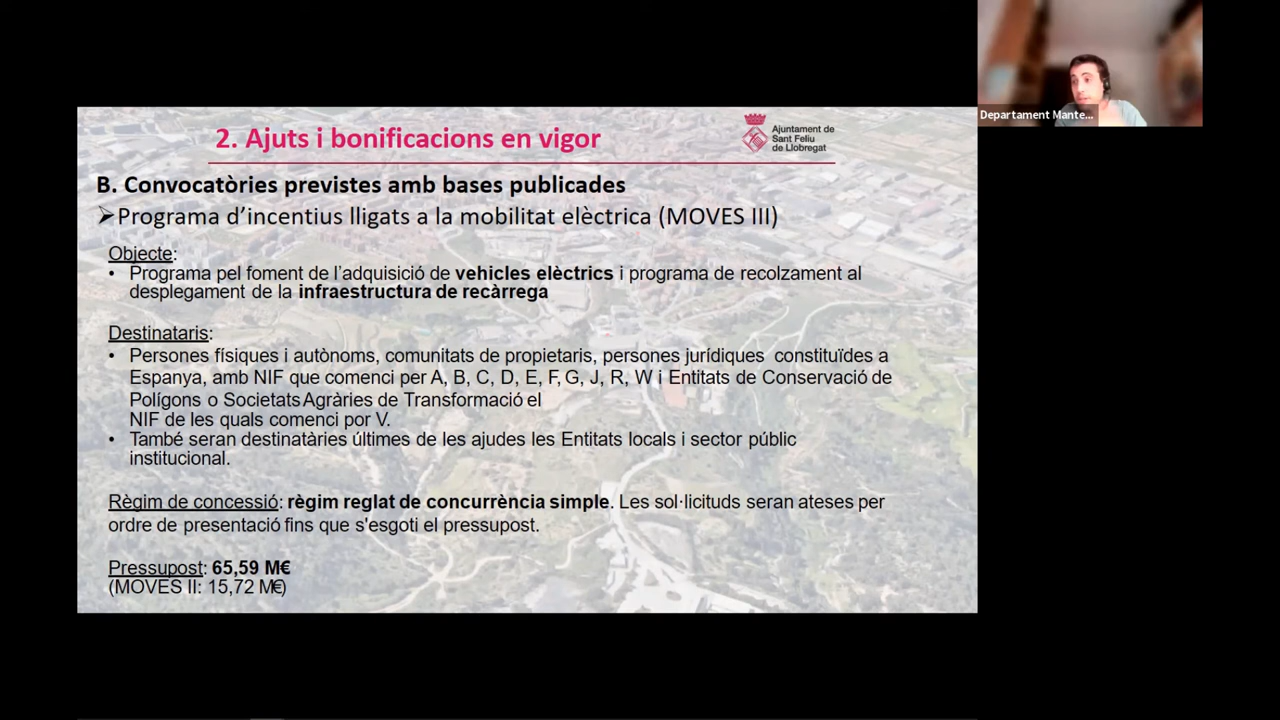 Departament Mante...
2. Ajuts i bonificacions en vigor
Ajuntament de
Sant Feliu
de Llobregat
B. Convocatòries previstes amb bases publicades
➢Programa d’incentius lligats a la mobilitat elèctrica (MOVES III)
Objecte:
• Programa pel foment de l’adquisició de vehicles elèctrics i programa de recolzament al
desplegament de la infraestructura de recàrrega
Destinataris:
• Persones físiques i autònoms, comunitats de propietaris, persones jurídiques constituïdes a
Espanya, amb NIF que comenci per A, B, C, D, E, F, G, J, R, W i Entitats de Conservació de
Polígons o Societats Agràries de Transformació el
NIF de les quals comenci por V.
• També seran destinatàries últimes de les ajudes les Entitats locals i sector públic
institucional.
Règim de concessió: règim reglat de concurrència simple. Les sol·licituds seran ateses per
ordre de presentació fins que s'esgoti el pressupost.
Pressupost: 65,59 M€
(MOVES II: 15,72 M€)